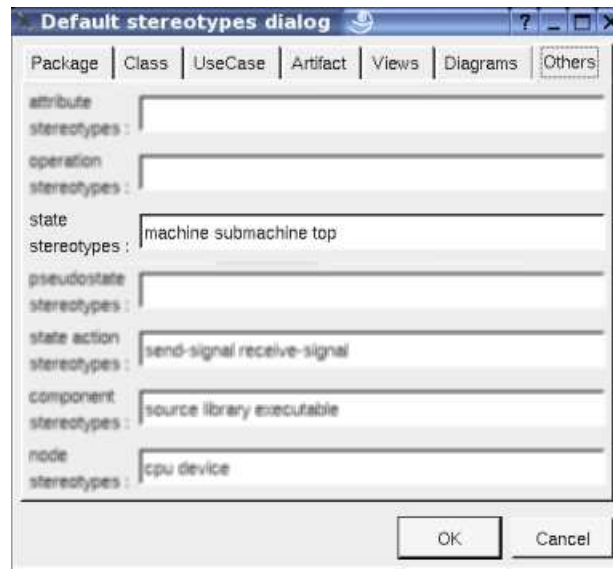 Default stereotypes dialog
Package Class UseCase Artifact Views Diagrams Others
attribute
stereotypes :
operation
stereotypes :
state
stereotypes :
machine submachine top
pseudostate
stereotypes :
state action
stereotypes :
send-signal receive-signal
component
stereotypes :
source library executable
node
stereotypes :
cpu device
OK Cancel